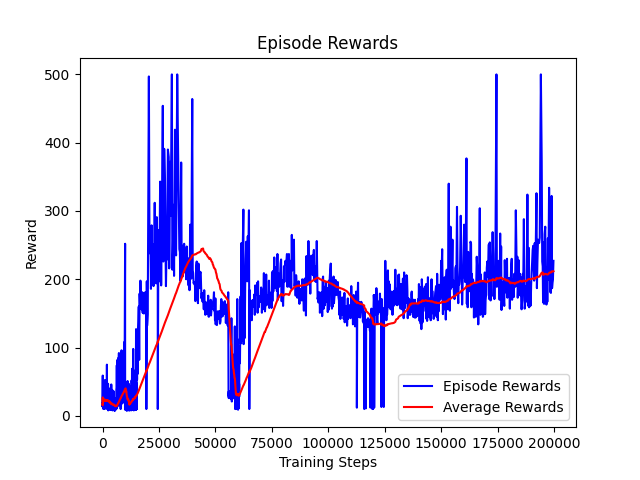 Episode Rewards
500
400
300
200
100
0
Reward
0 25000 50000 75000 100000 125000 150000 175000 200000
Training Steps
Episode Rewards
Average Rewards